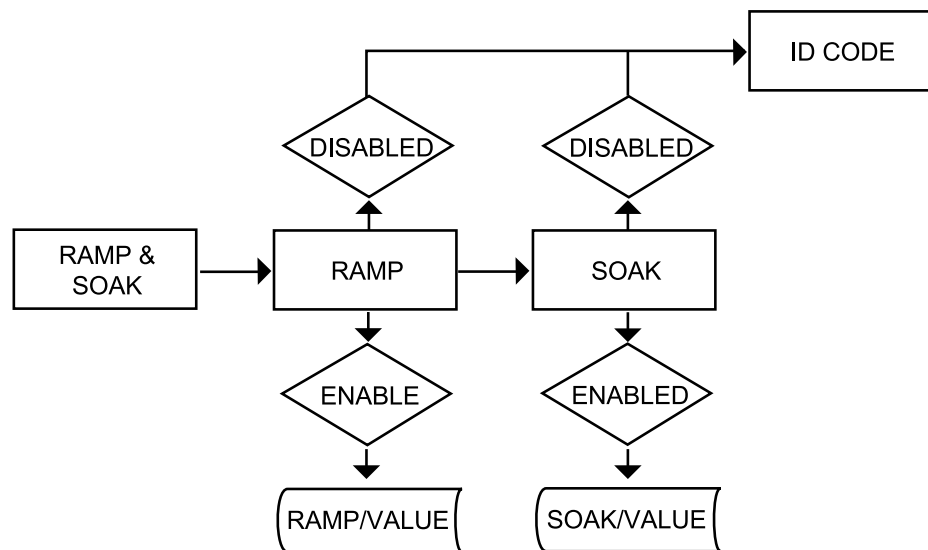 ID CODE
DISABLED
DISABLED
RAMP &
SOAK
RAMP
SOAK
ENABLE
ENABLED
RAMP/VALUE
SOAK/VALUE